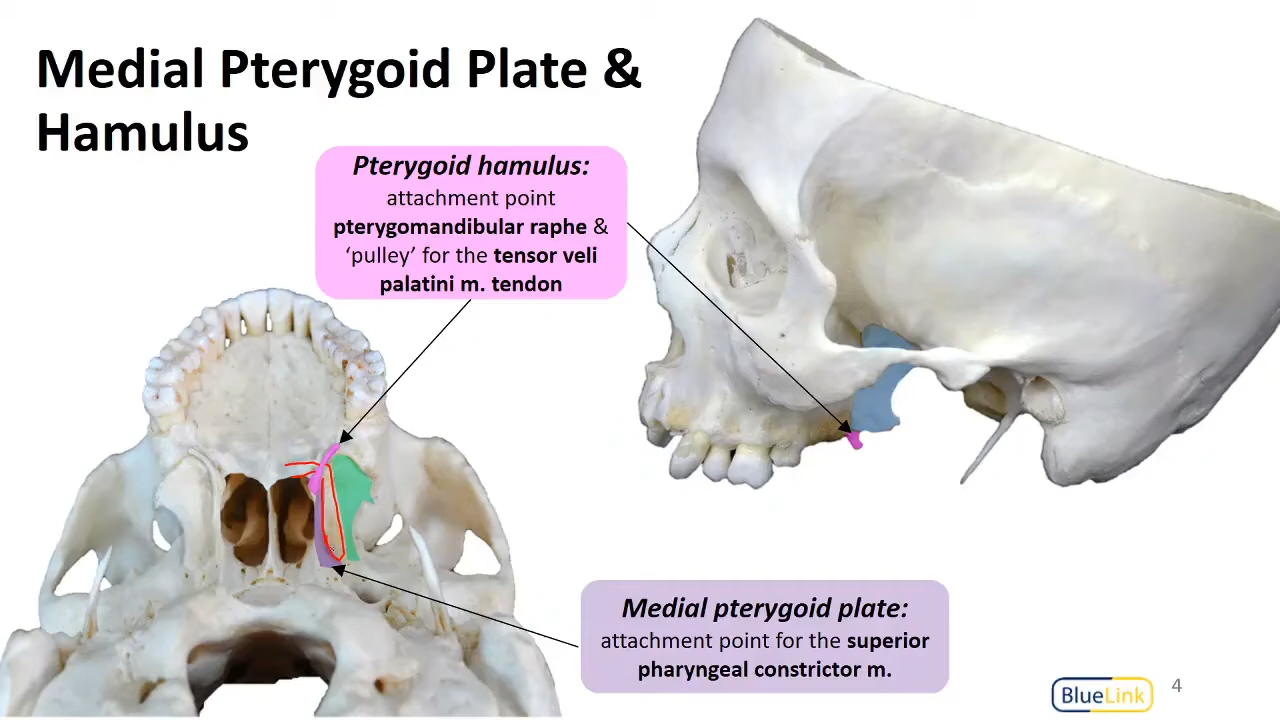 Medial Pterygoid Plate &
Hamulus
Pterygoid hamulus:
attachment point
pterygomandibular raphe &
‘pulley’ for the tensor veli
palatini m. tendon
Medial pterygoid plate:
attachment point for the superior
pharyngeal constrictor m.
BlueLink
4